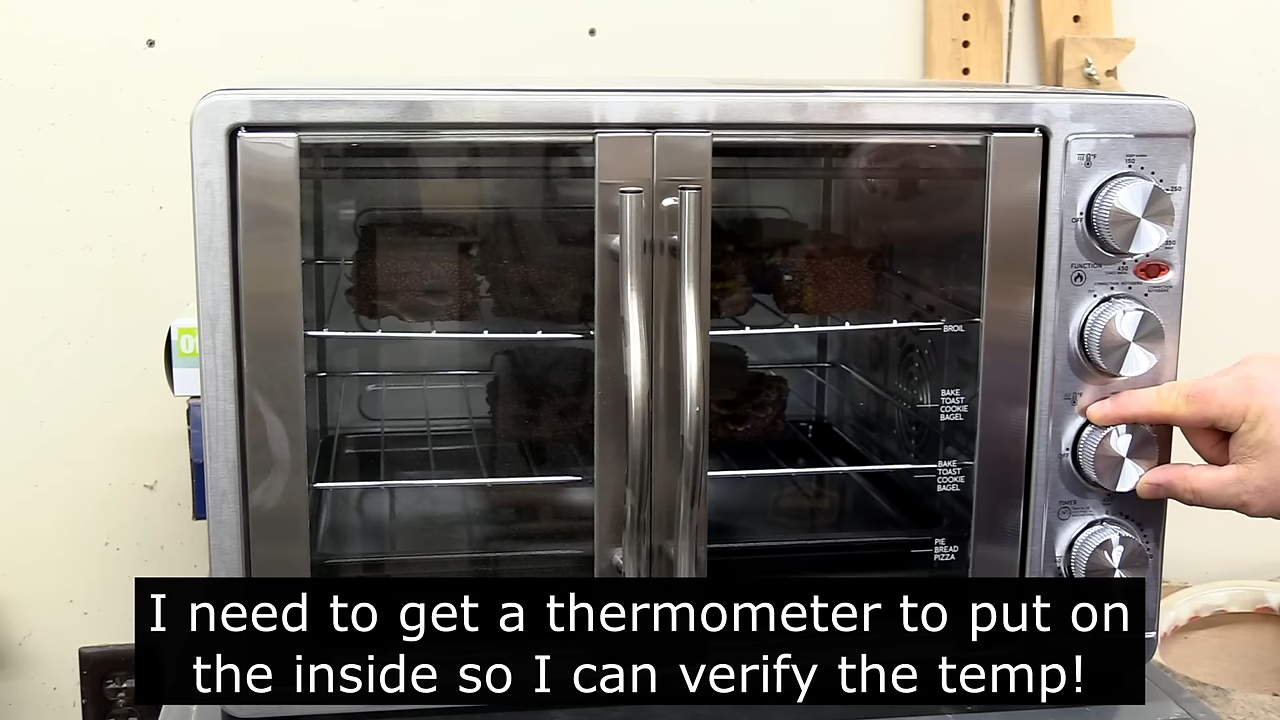 150
250
OFF
350
450
FUNCTION
BROIL
BAKE
TOAST
COOKIE
BAGEL
BAKE
TOAST
COOKIE
BAGEL
TIMER
PIE
BREAD
PIZZA
I need to get a thermometer to put on
the inside so I can verify the temp!